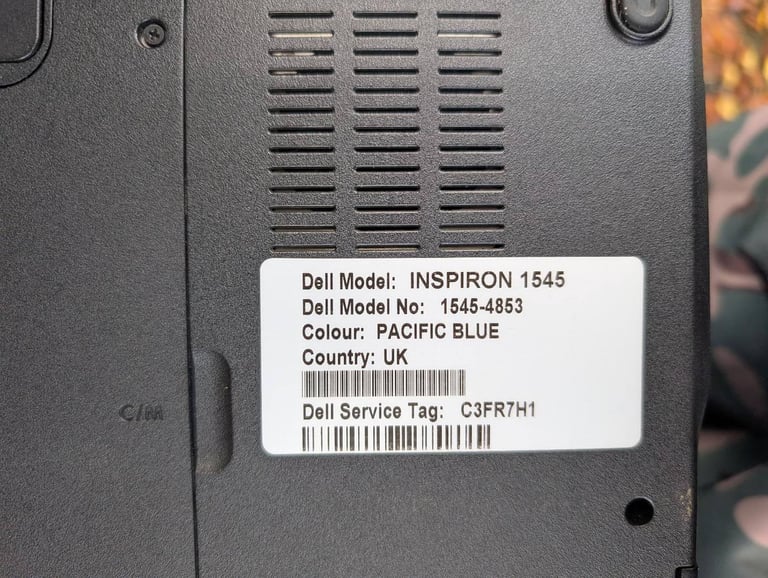 Dell Model: INSPIRON 1545
Dell Model No: 1545-4853
Colour: PACIFIC BLUE
Country: UK
Dell Service Tag: C3FR7H1
C/M